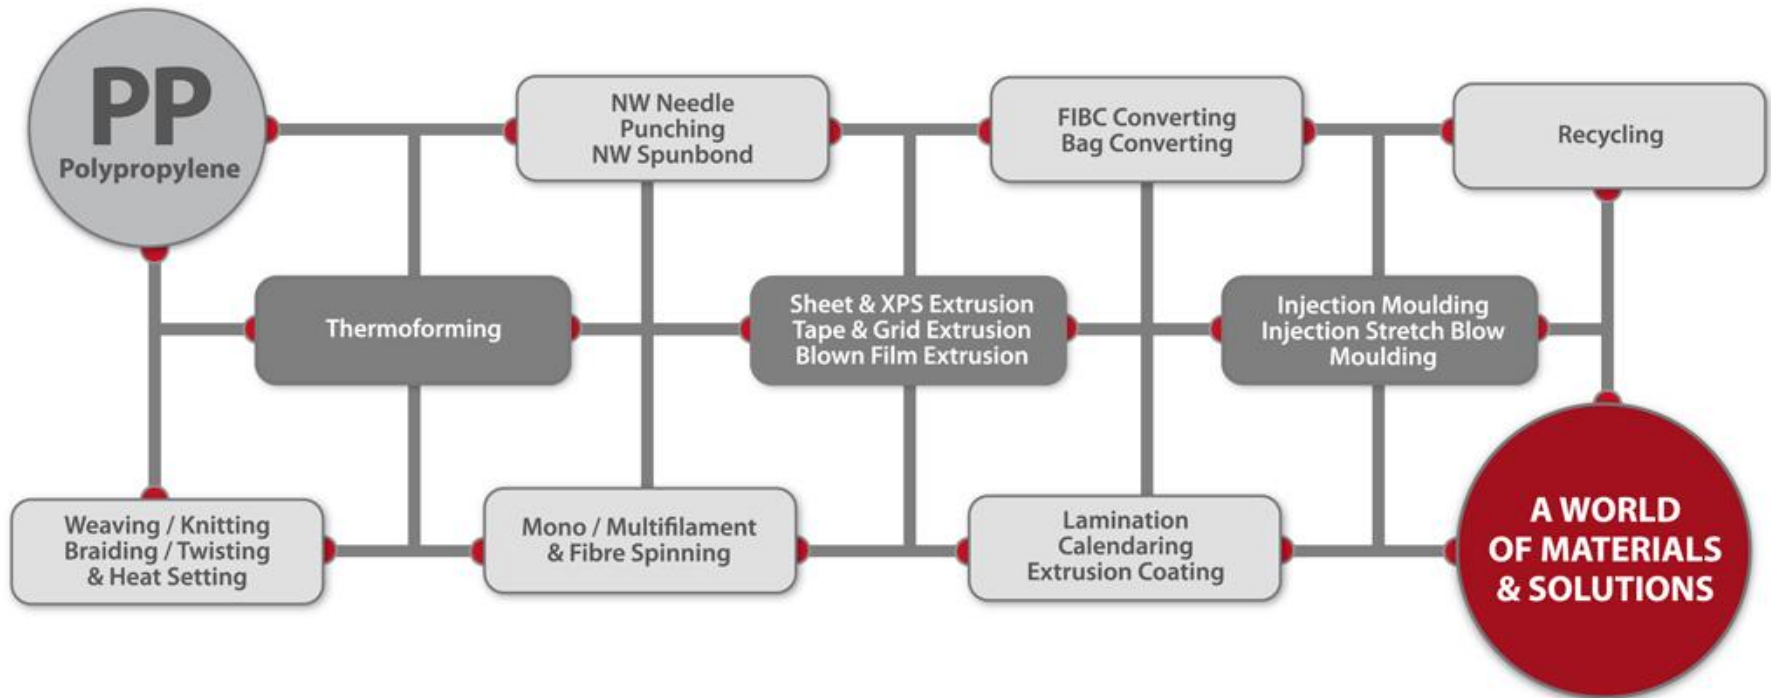 PP
Polypropylene
NW Needle
Punching
NW Spunbond
FIBC Converting
Bag Converting
Recycling
Thermoforming
Sheet & XPS Extrusion
Tape & Grid Extrusion
Blown Film Extrusion
Injection Moulding
Injection Stretch Blow
Moulding
Weaving / Knitting
Braiding / Twisting
& Heat Setting
Mono / Multifilament
& Fibre Spinning
Lamination
Calendaring
Extrusion Coating
A WORLD
OF MATERIALS
& SOLUTIONS